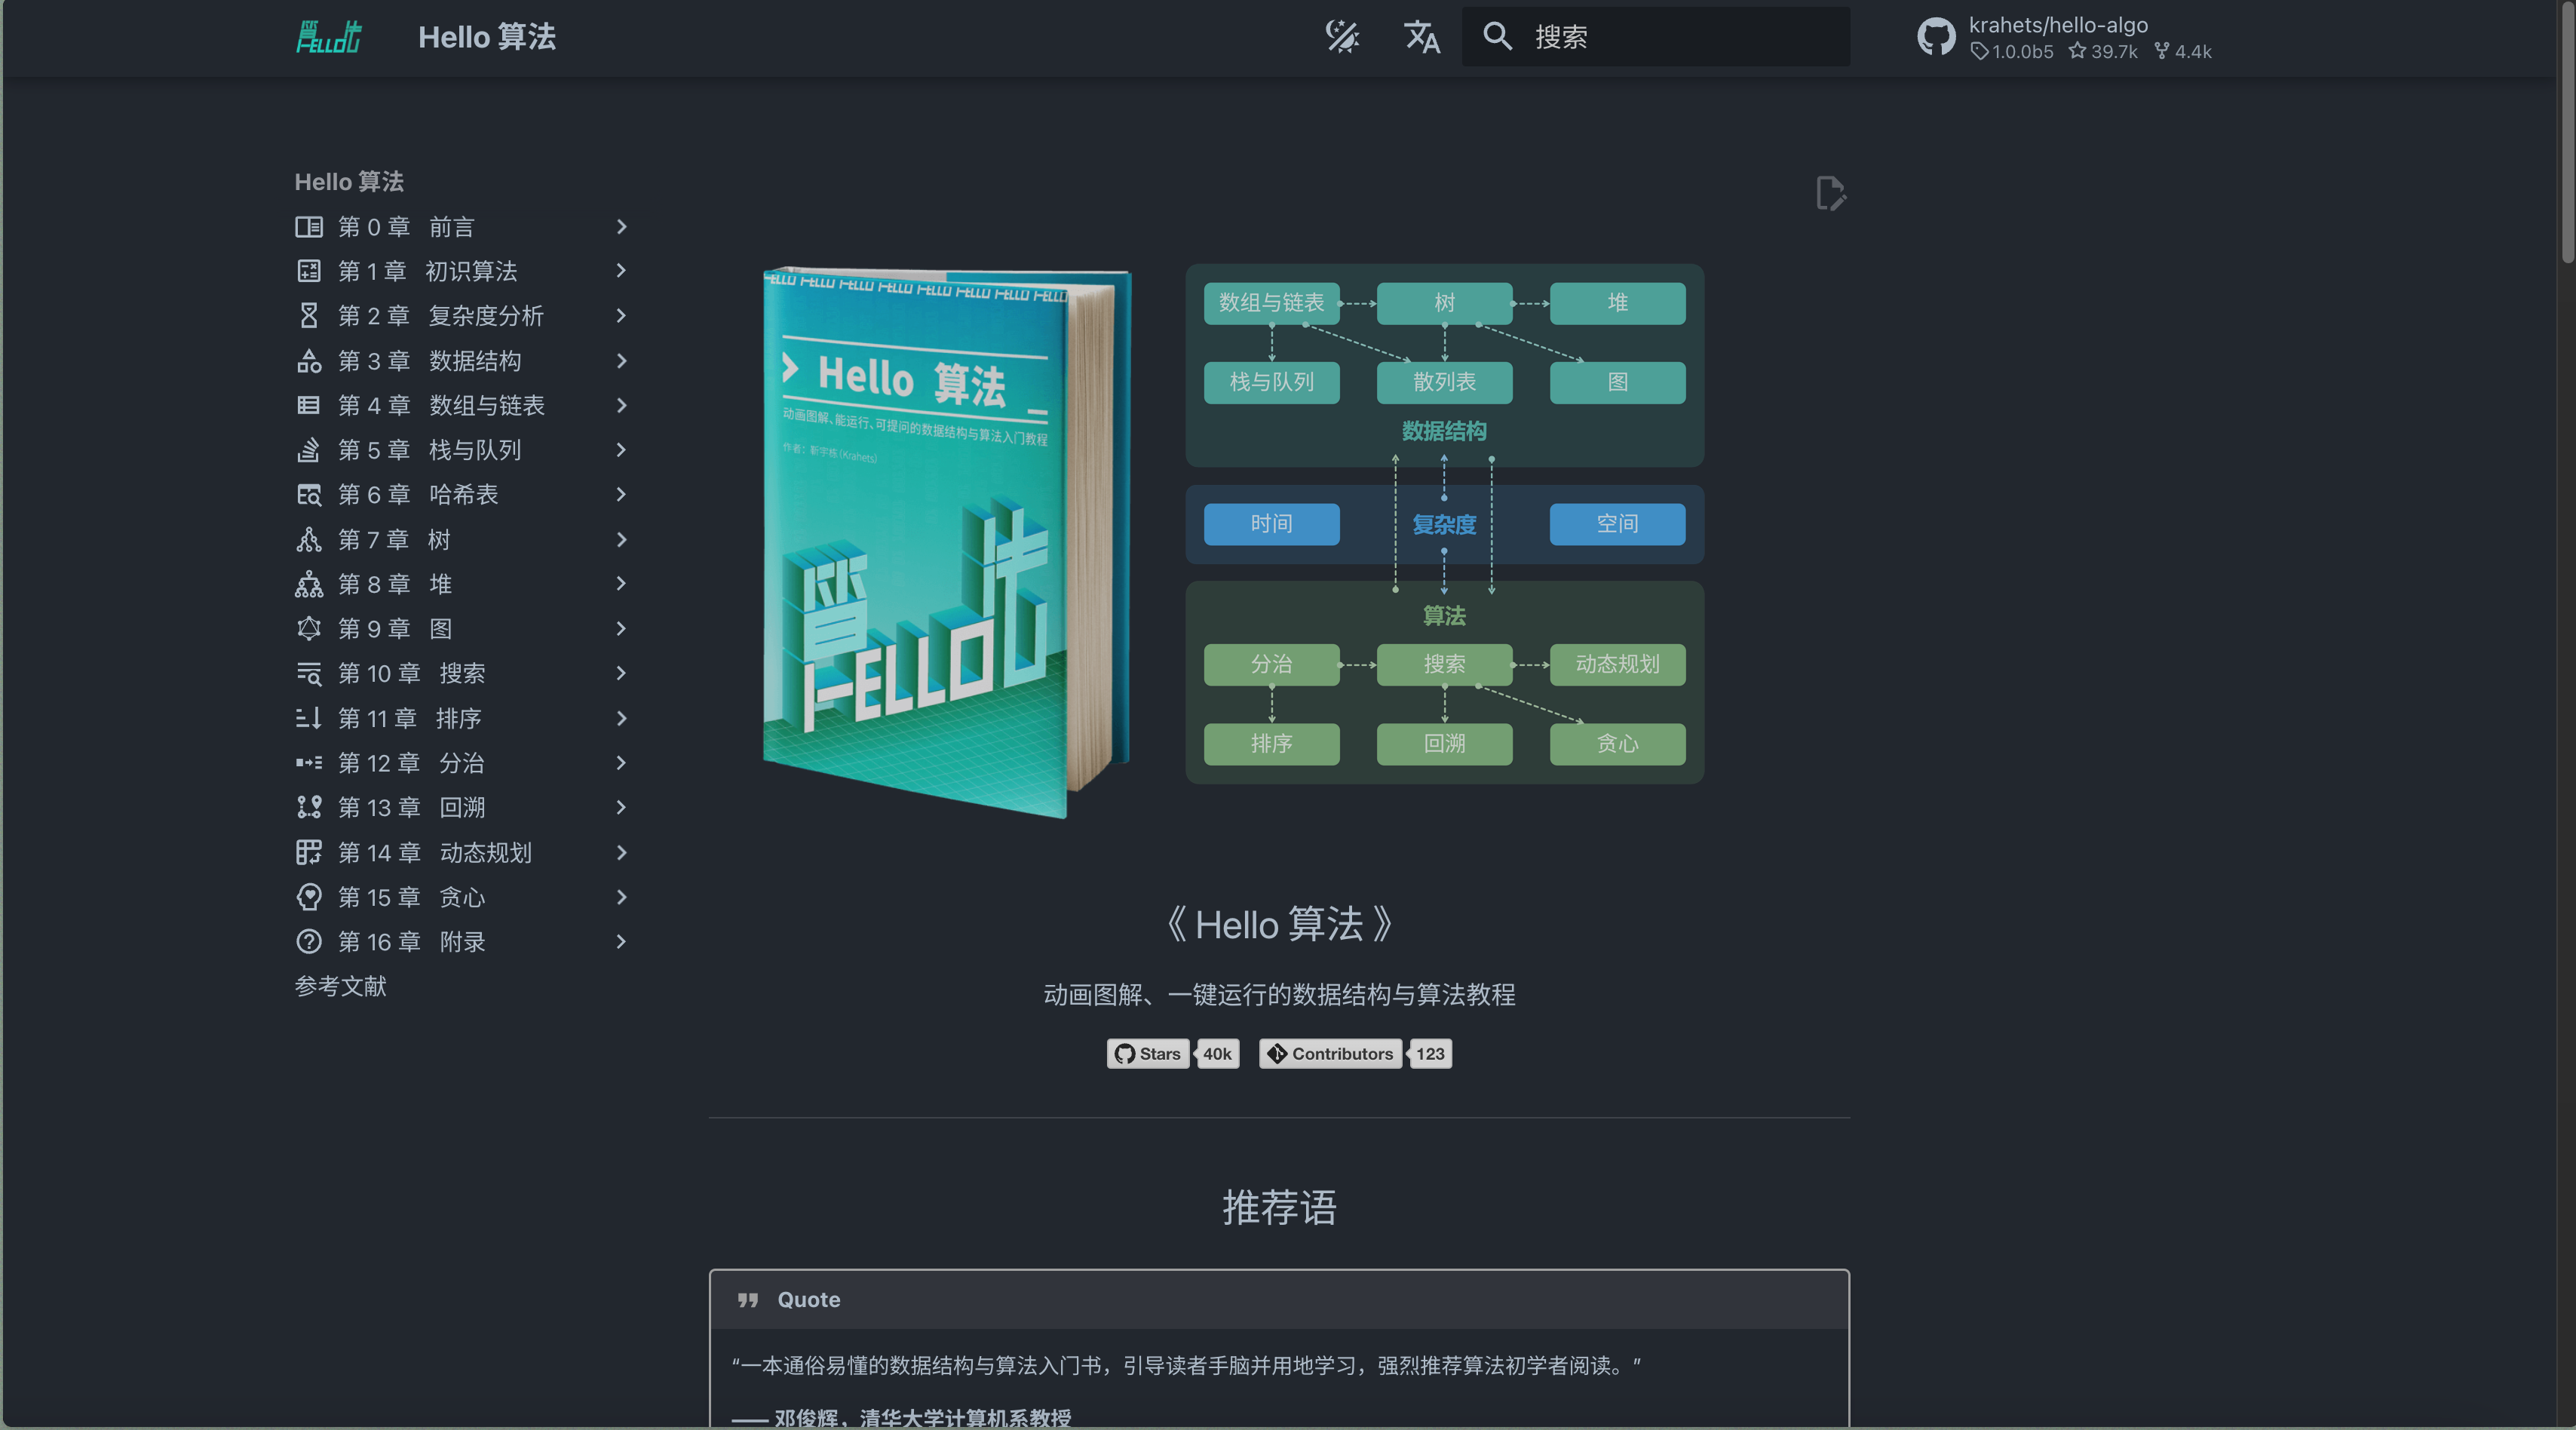 Hello 算法
搜索
krahets/hello-algo
1.0.0b5 39.7k 4.4k
Hello 算法
第 0 章 前言
第 1 章 初识算法
第 2 章 复杂度分析
第 3 章 数据结构
第 4 章 数组与链表
第 5 章 栈与队列
第 6 章 哈希表
第 7 章 树
第 8 章 堆
第 9 章 图
第 10 章 搜索
第 11 章 排序
第 12 章 分治
第 13 章 回溯
第 14 章 动态规划
第 15 章 贪心
第 16 章 附录
参考文献
HELLO HELLO HELLO HELLO HELLO HELLO HELLO HELLO
Hello 算法_
动画图解、能运行、可提问的数据结构与算法入门教程
作者：靳宇栋(Krahets)
算法
HELLO
数组与链表 树 堆
栈与队列 散列表 图
数据结构
时间 复杂度 空间
算法
分治 搜索 动态规划
排序 回溯 贪心
《 Hello 算法 》
动画图解、一键运行的数据结构与算法教程
Stars 40k Contributors 123
推荐语
Quote
“一本通俗易懂的数据结构与算法入门书，引导读者手脑并用地学习，强烈推荐算法初学者阅读。”
—— 邓俊辉，清华大学计算机系教授